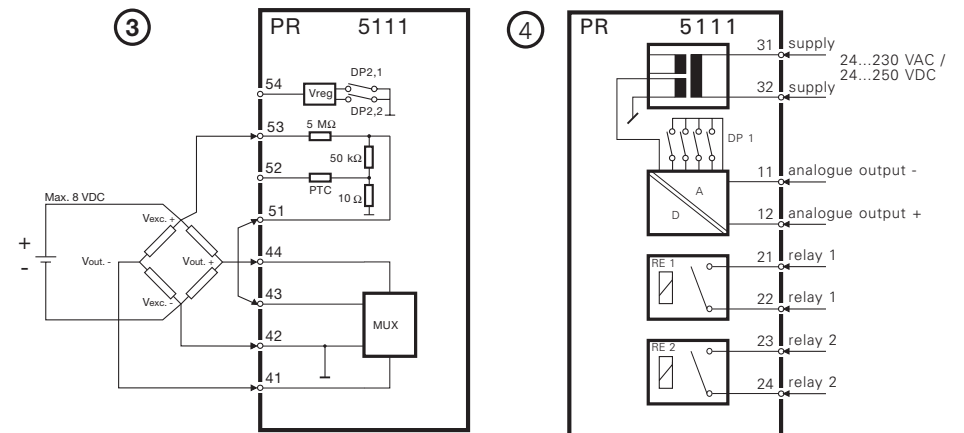 3
PR 5111
54
Vreg
DP2,1
DP2,2
53
5 MΩ
50 kΩ
52
PTC
10 Ω
51
Max. 8 VDC
Vexc. +
+
-
Vout. -
Vout. +
Vexc. -
44
43
MUX
42
41
4
PR 5111
31 supply
24...230 VAC /
24...250 VDC
32 supply
DP 1
A
D
11 analogue output -
12 analogue output +
RE 1
21 relay 1
22 relay 1
RE 2
23 relay 2
24 relay 2